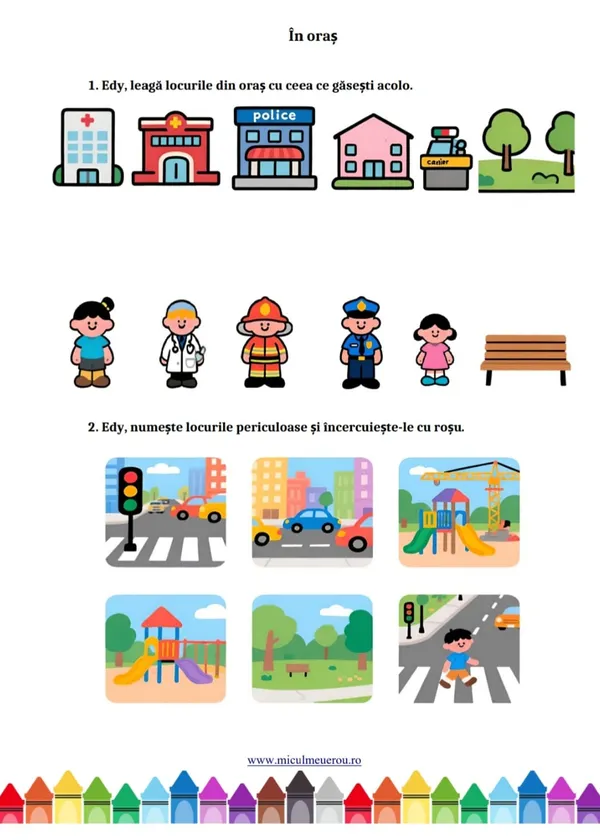 În oraș
1. Edy, leagă locurile din oraș cu ceea ce găsești acolo.
police
casier
2. Edy, numește locurile periculoase și încercuiește-le cu roșu.
www.miculmeuerou.ro